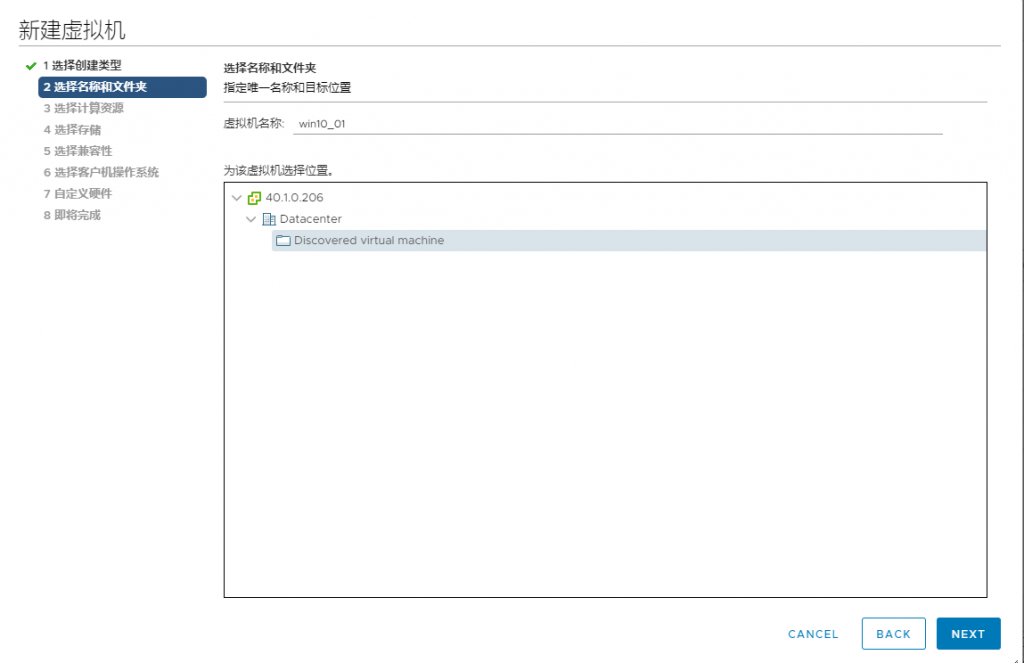 新建虚拟机
1 选择创建类型
2 选择名称和文件夹
3 选择计算资源
4 选择存储
5 选择兼容性
6 选择客户机操作系统
7 自定义硬件
8 即将完成
选择名称和文件夹
指定唯一名称和目标位置
虚拟机名称: win10_01
为该虚拟机选择位置。
40.1.0.206
Datacenter
Discovered virtual machine
CANCEL BACK NEXT